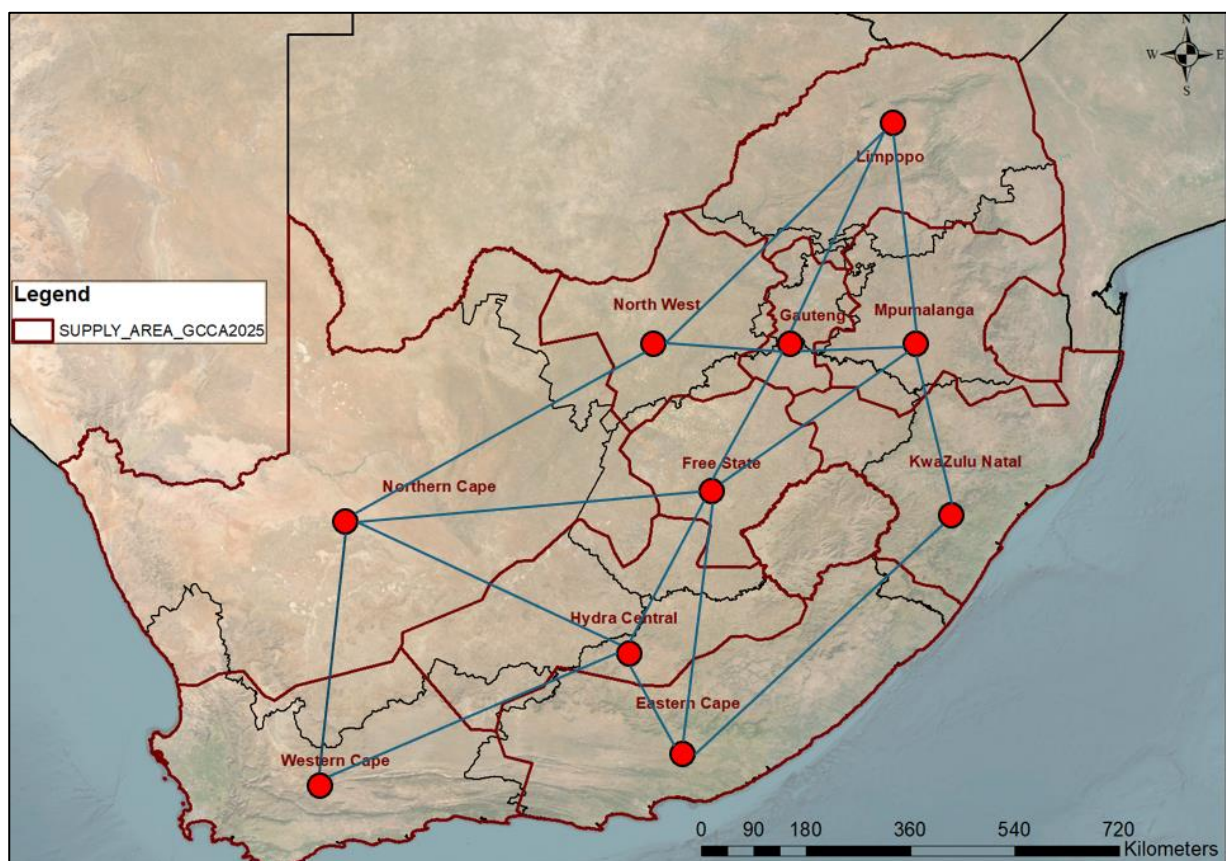 N
W E
S
Limpopo
Legend
SUPPLY_AREA_GCCA2025
North West
Gauteng
Mpumalanga
Free State
KwaZulu Natal
Northern Cape
Hydra Central
Eastern Cape
Western Cape
0 90 180 360 540 720
Kilometers